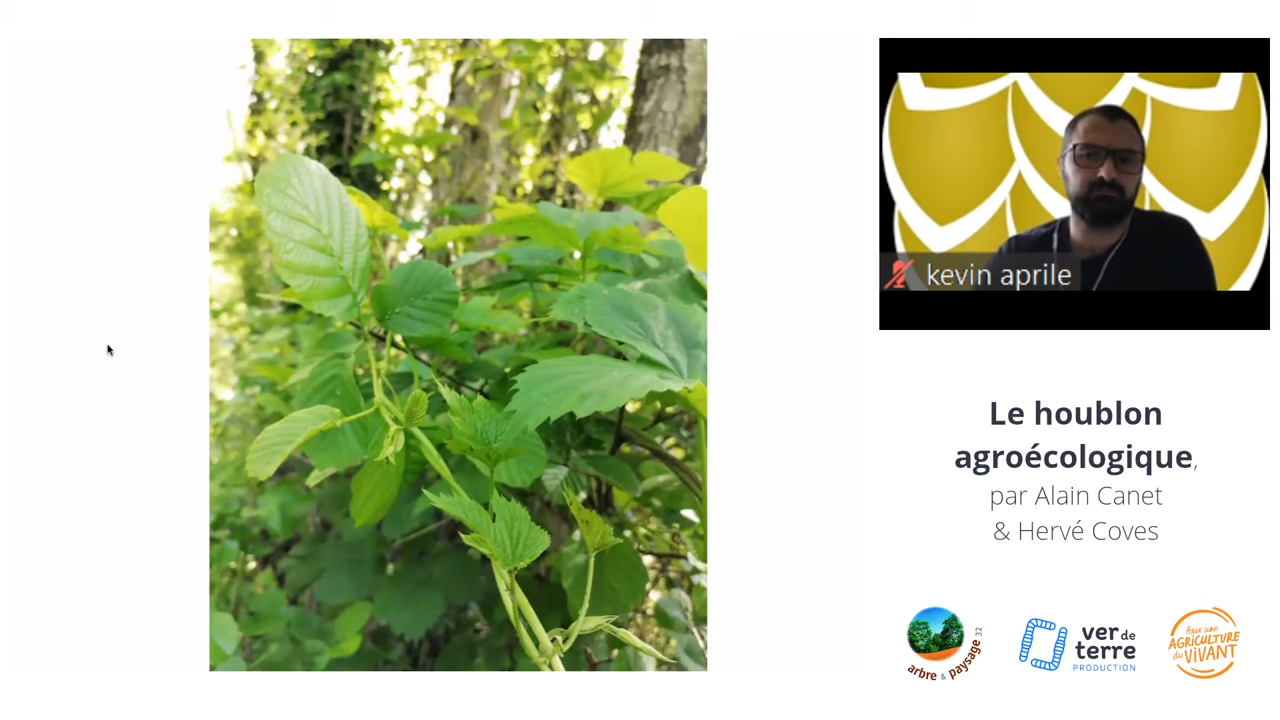 kevin aprile
Le houblon
agroécologique,
par Alain Canet
& Hervé Coves
arbre & paysage 32
ver de
terre
PRODUCTION
Pour une
AGRICULTURE
du VIVANT